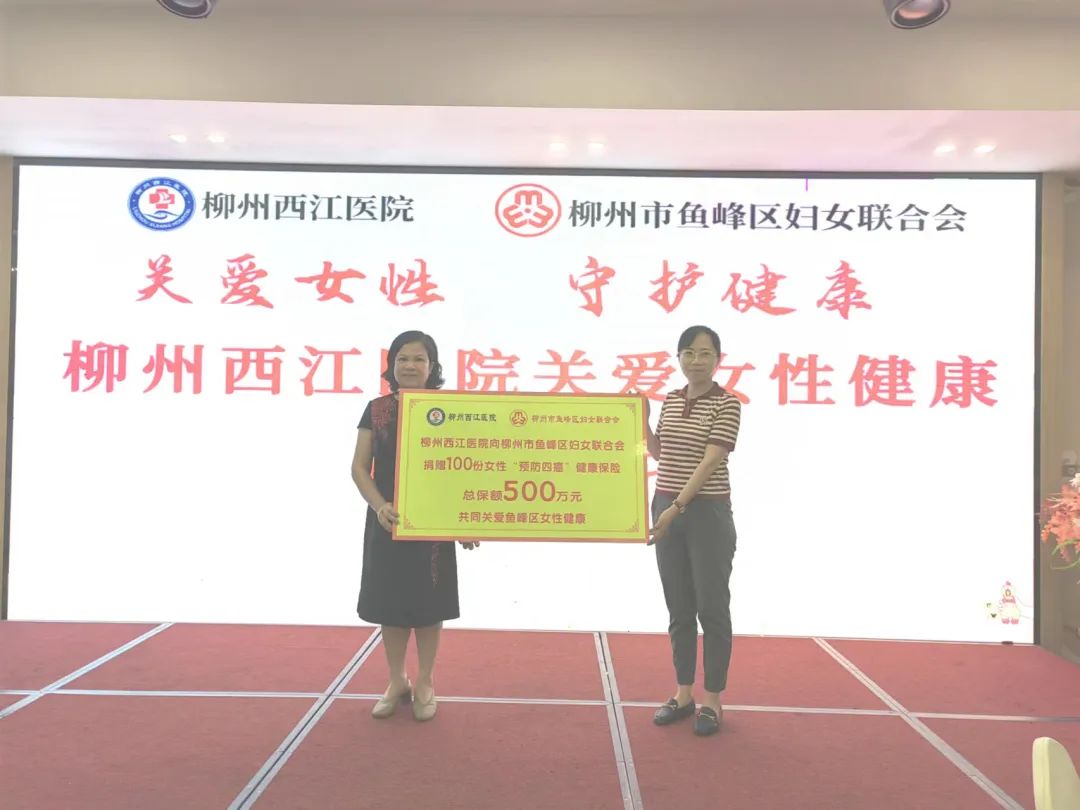 柳州西江医院
柳州市鱼峰区妇女联合会
关爱女性 守护健康
柳州西江医院关爱女性健康
柳州西江医院
柳州市鱼峰区妇女联合会
柳州西江医院向柳州市鱼峰区妇女联合会
捐赠100份女性“预防四癌”健康保险
总保额500万元
共同关爱鱼峰区女性健康